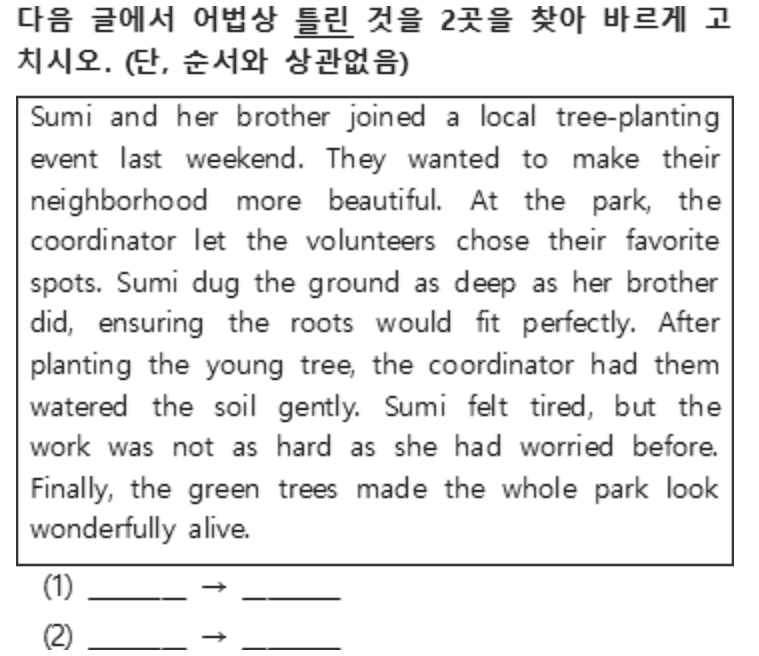 다음 글에서 어법상 틀린 것을 2곳을 찾아 바르게 고
치시오. (단, 순서와 상관없음)
Sumi and her brother joined a local tree-planting
event last weekend. They wanted to make their
neighborhood more beautiful. At the park, the
coordinator let the volunteers chose their favorite
spots. Sumi dug the ground as deep as her brother
did, ensuring the roots would fit perfectly. After
planting the young tree, the coordinator had them
watered the soil gently. Sumi felt tired, but the
work was not as hard as she had worried before.
Finally, the green trees made the whole park look
wonderfully alive.
(1) ________ → ________
(2) ________ → ________